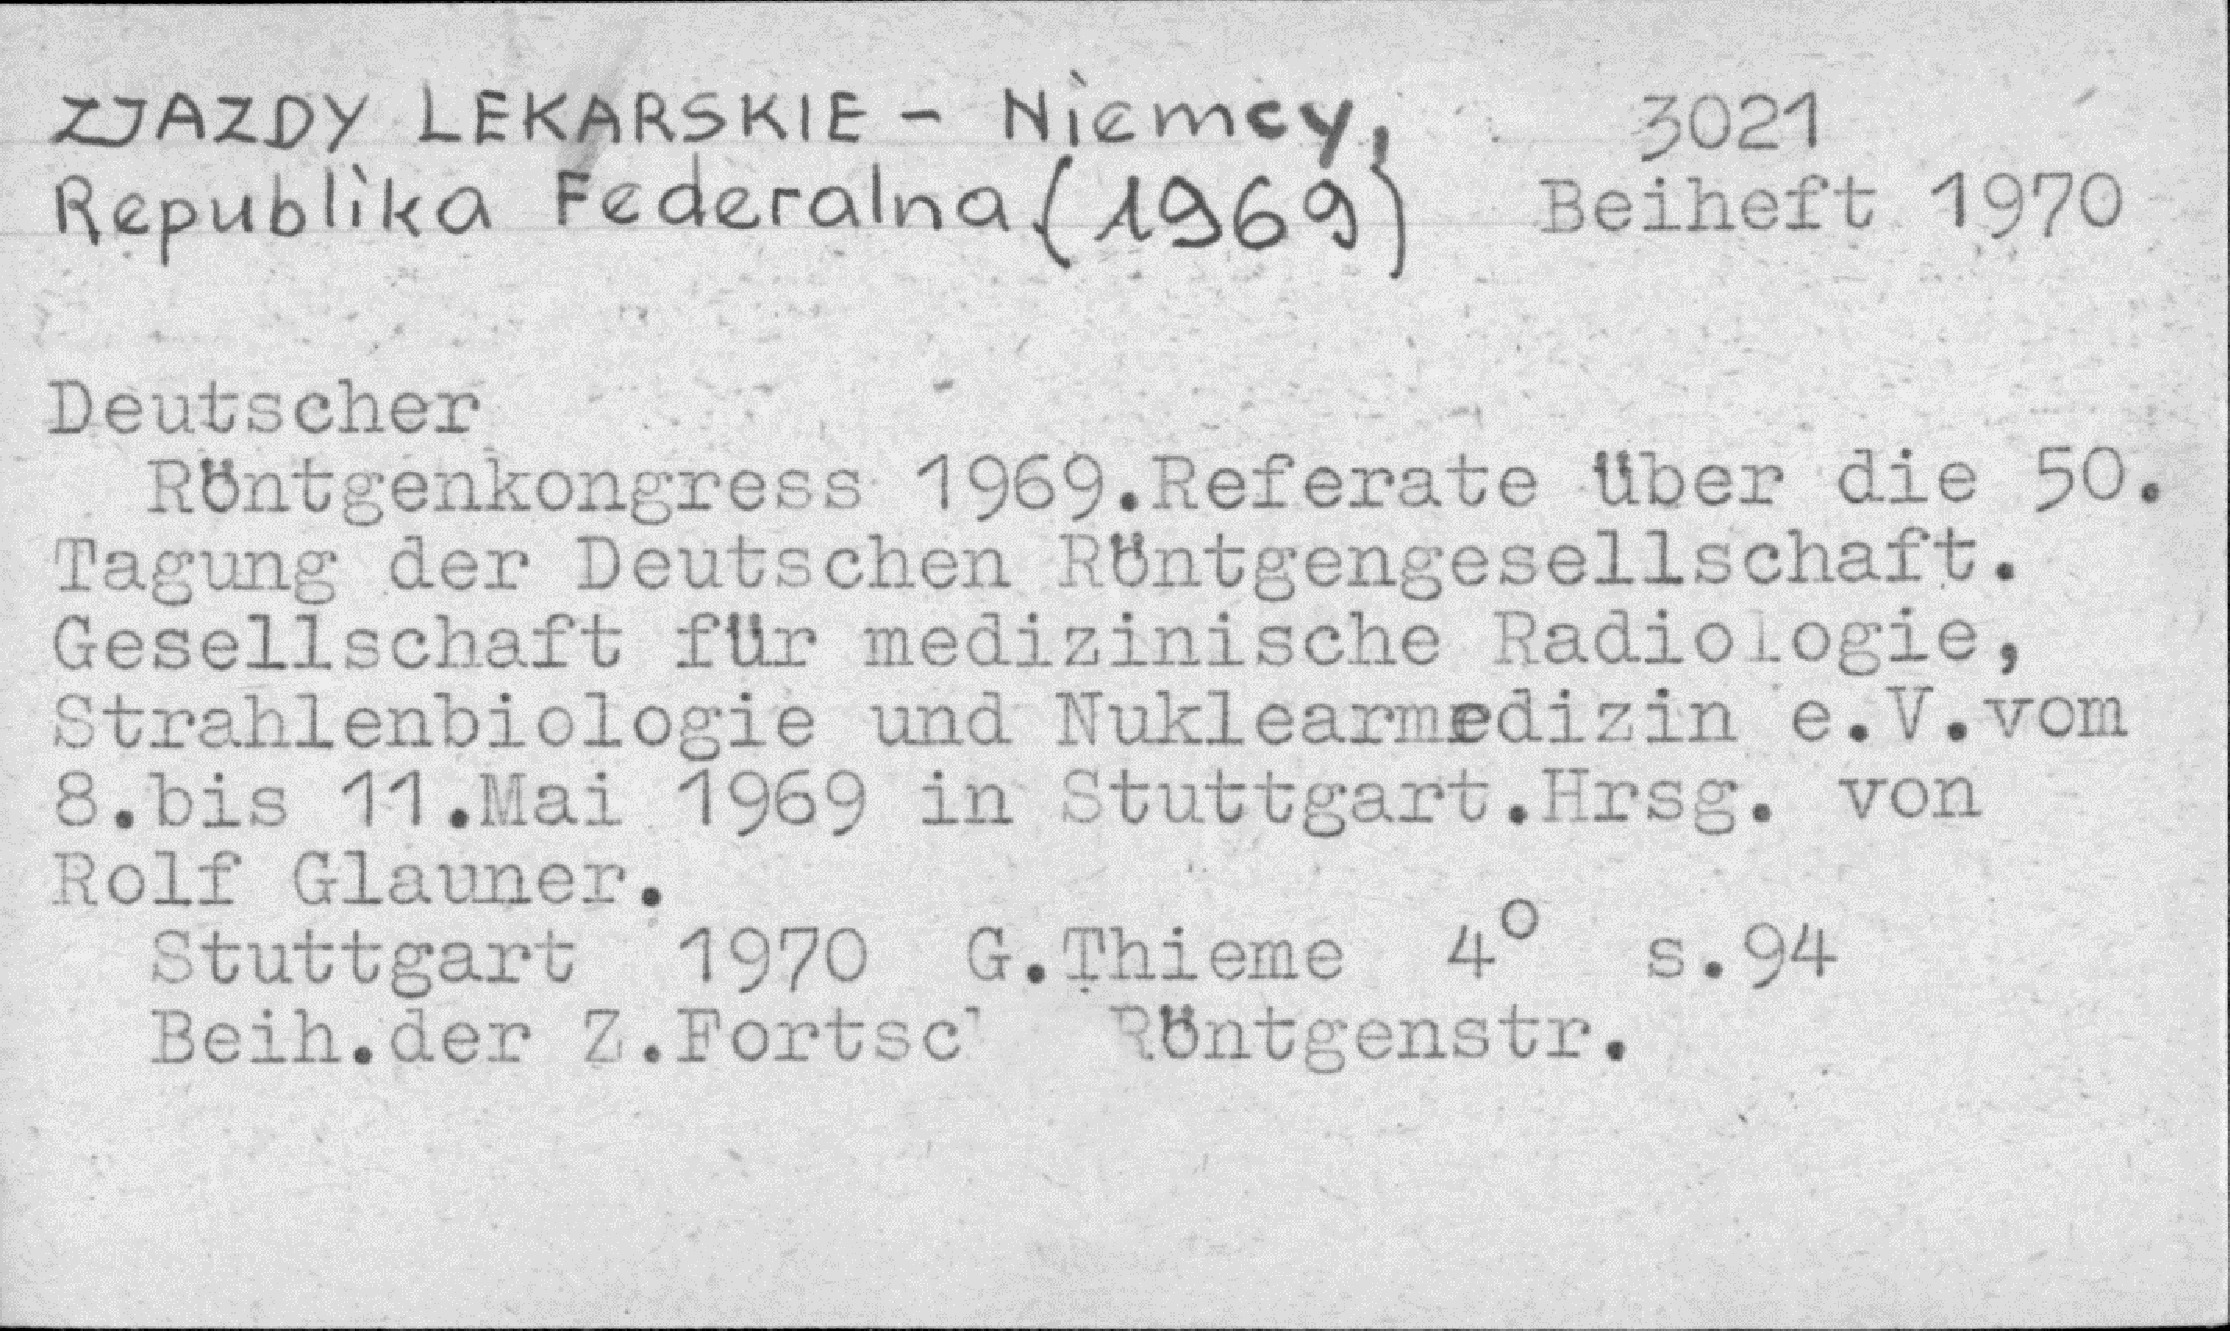 ZJAZDY LEKARSKIE - Niemcy,
Republika Federalna (1969)
3021
Beiheft 1970
Deutscher
Röntgenkongress 1969.Referate über die 50.
Tagung der Deutschen Röntgengesellschaft.
Gesellschaft für medizinische Radiologie,
Strahlenbiologie und Nuklearmedizin e.V.vom
8.bis 11.Mai 1969 in Stuttgart.Hrsg. von
Rolf Glauner.
Stuttgart 1970 G.Thieme 4° s.94
Beih.der Z. Röntgenstr.